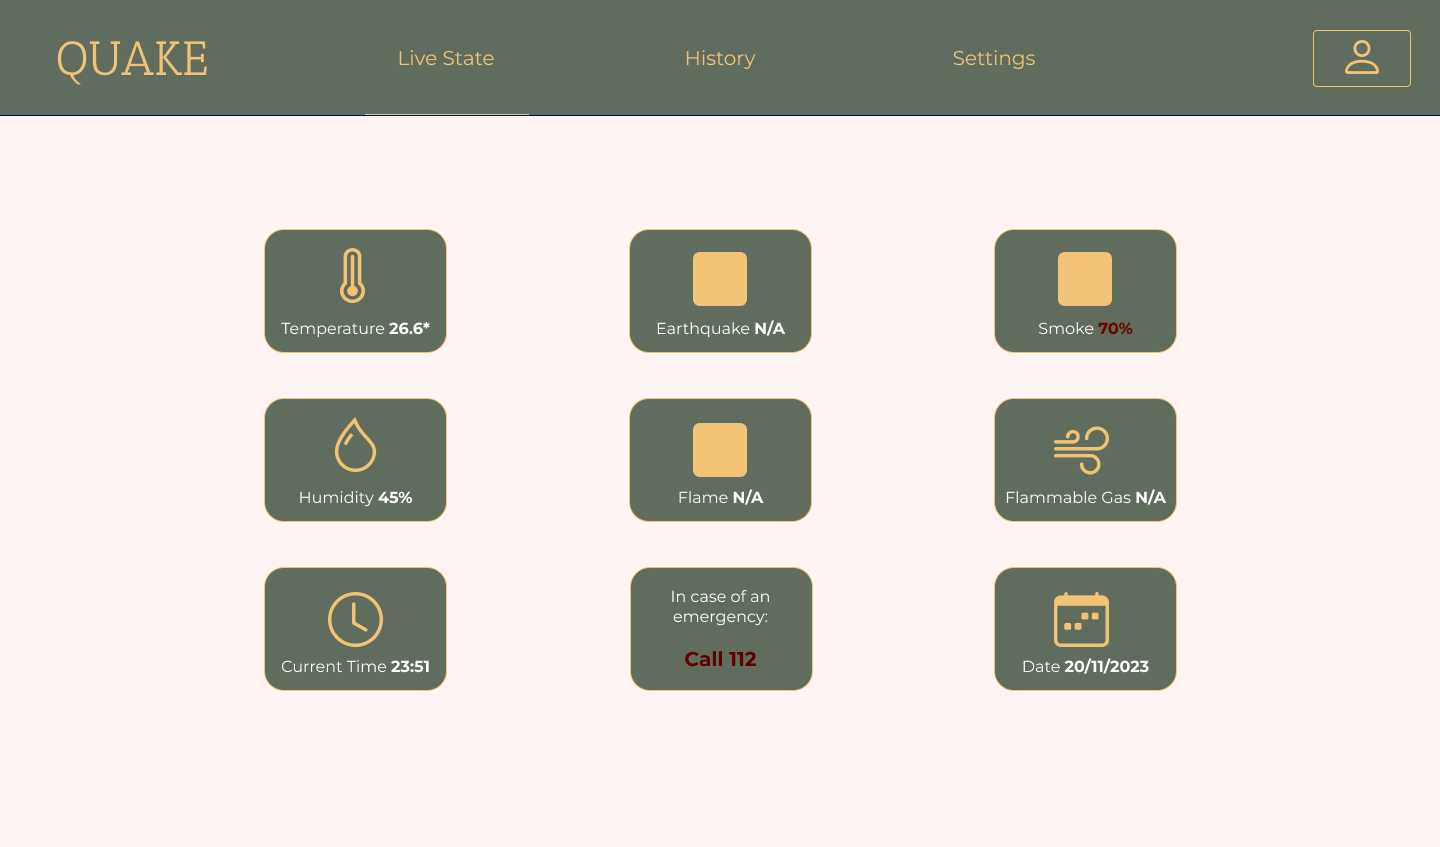 QUAKE
Live State
History
Settings
Temperature 26.6*
Earthquake N/A
Smoke 70%
Humidity 45%
Flame N/A
Flammable Gas N/A
Current Time 23:51
In case of an
emergency:
Call 112
Date 20/11/2023